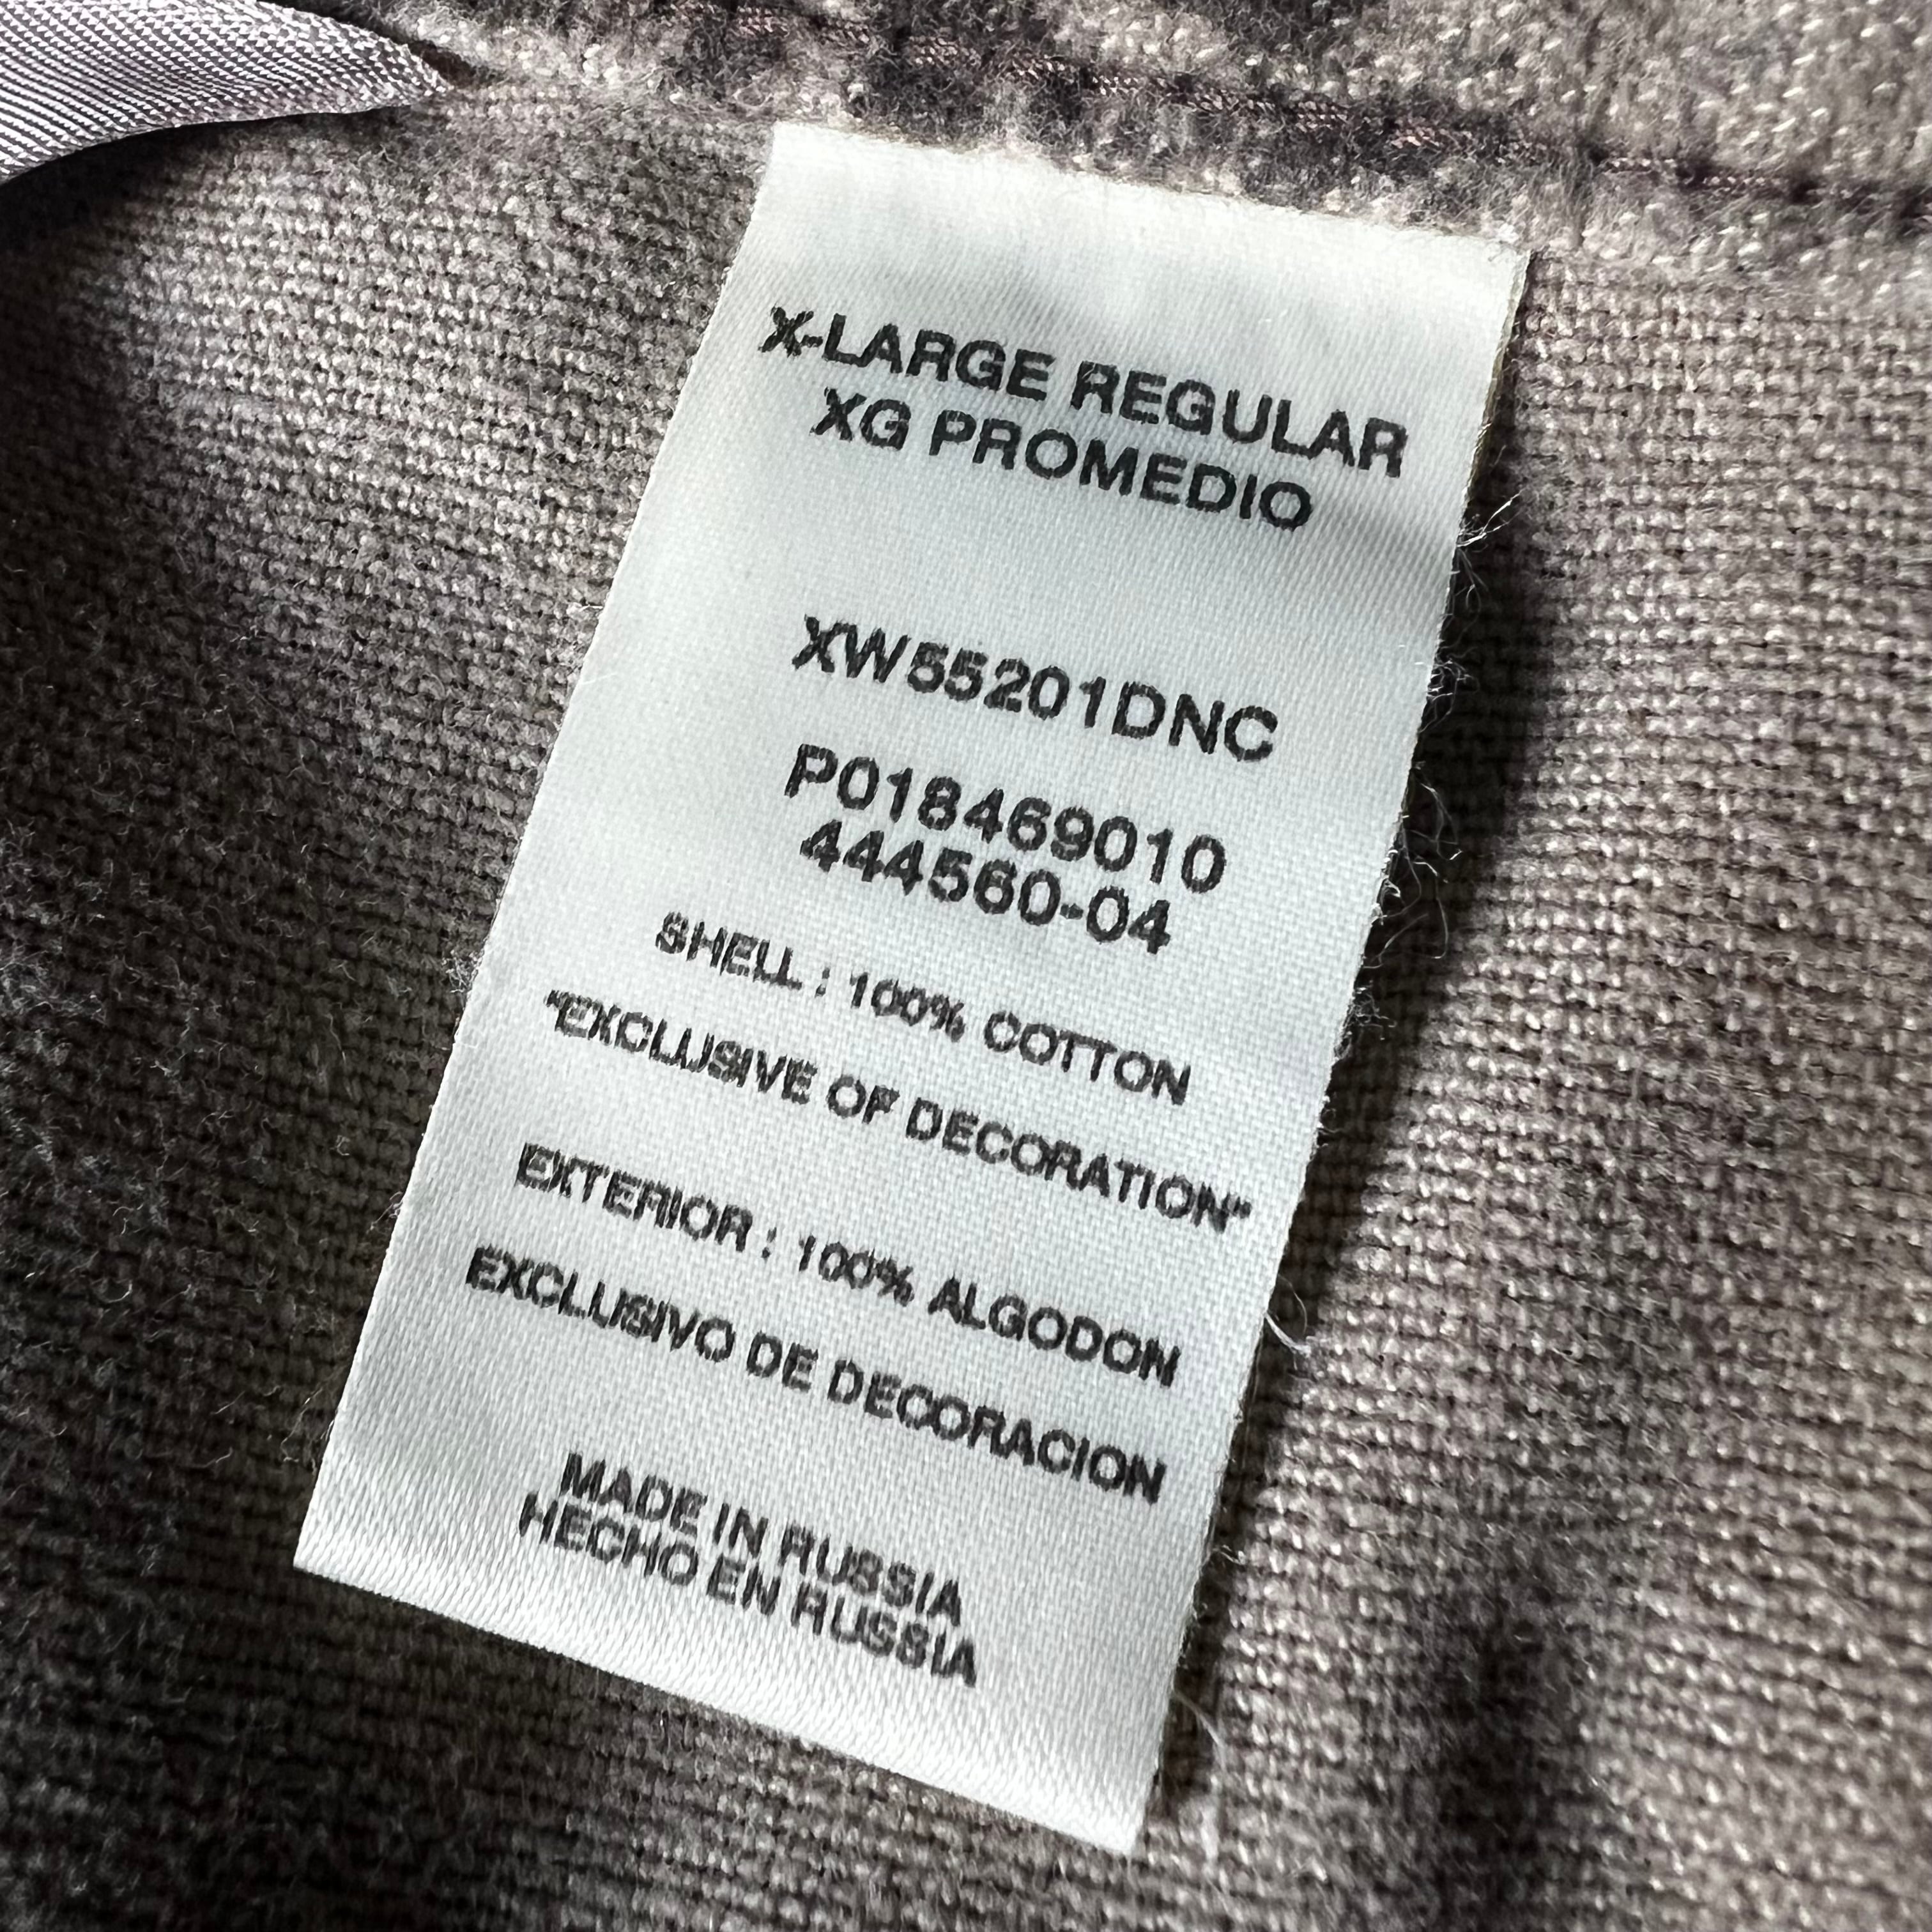 X-LARGE REGULAR
XG PROMEDIO
XW55201DNC
P018469010
444560-04
SHELL : 100% COTTON
"EXCLUSIVE OF DECORATION"
EXTERIOR : 100% ALGODON
EXCLUSIVO DE DECORACION
MADE IN RUSSIA
HECHO EN RUSSIA